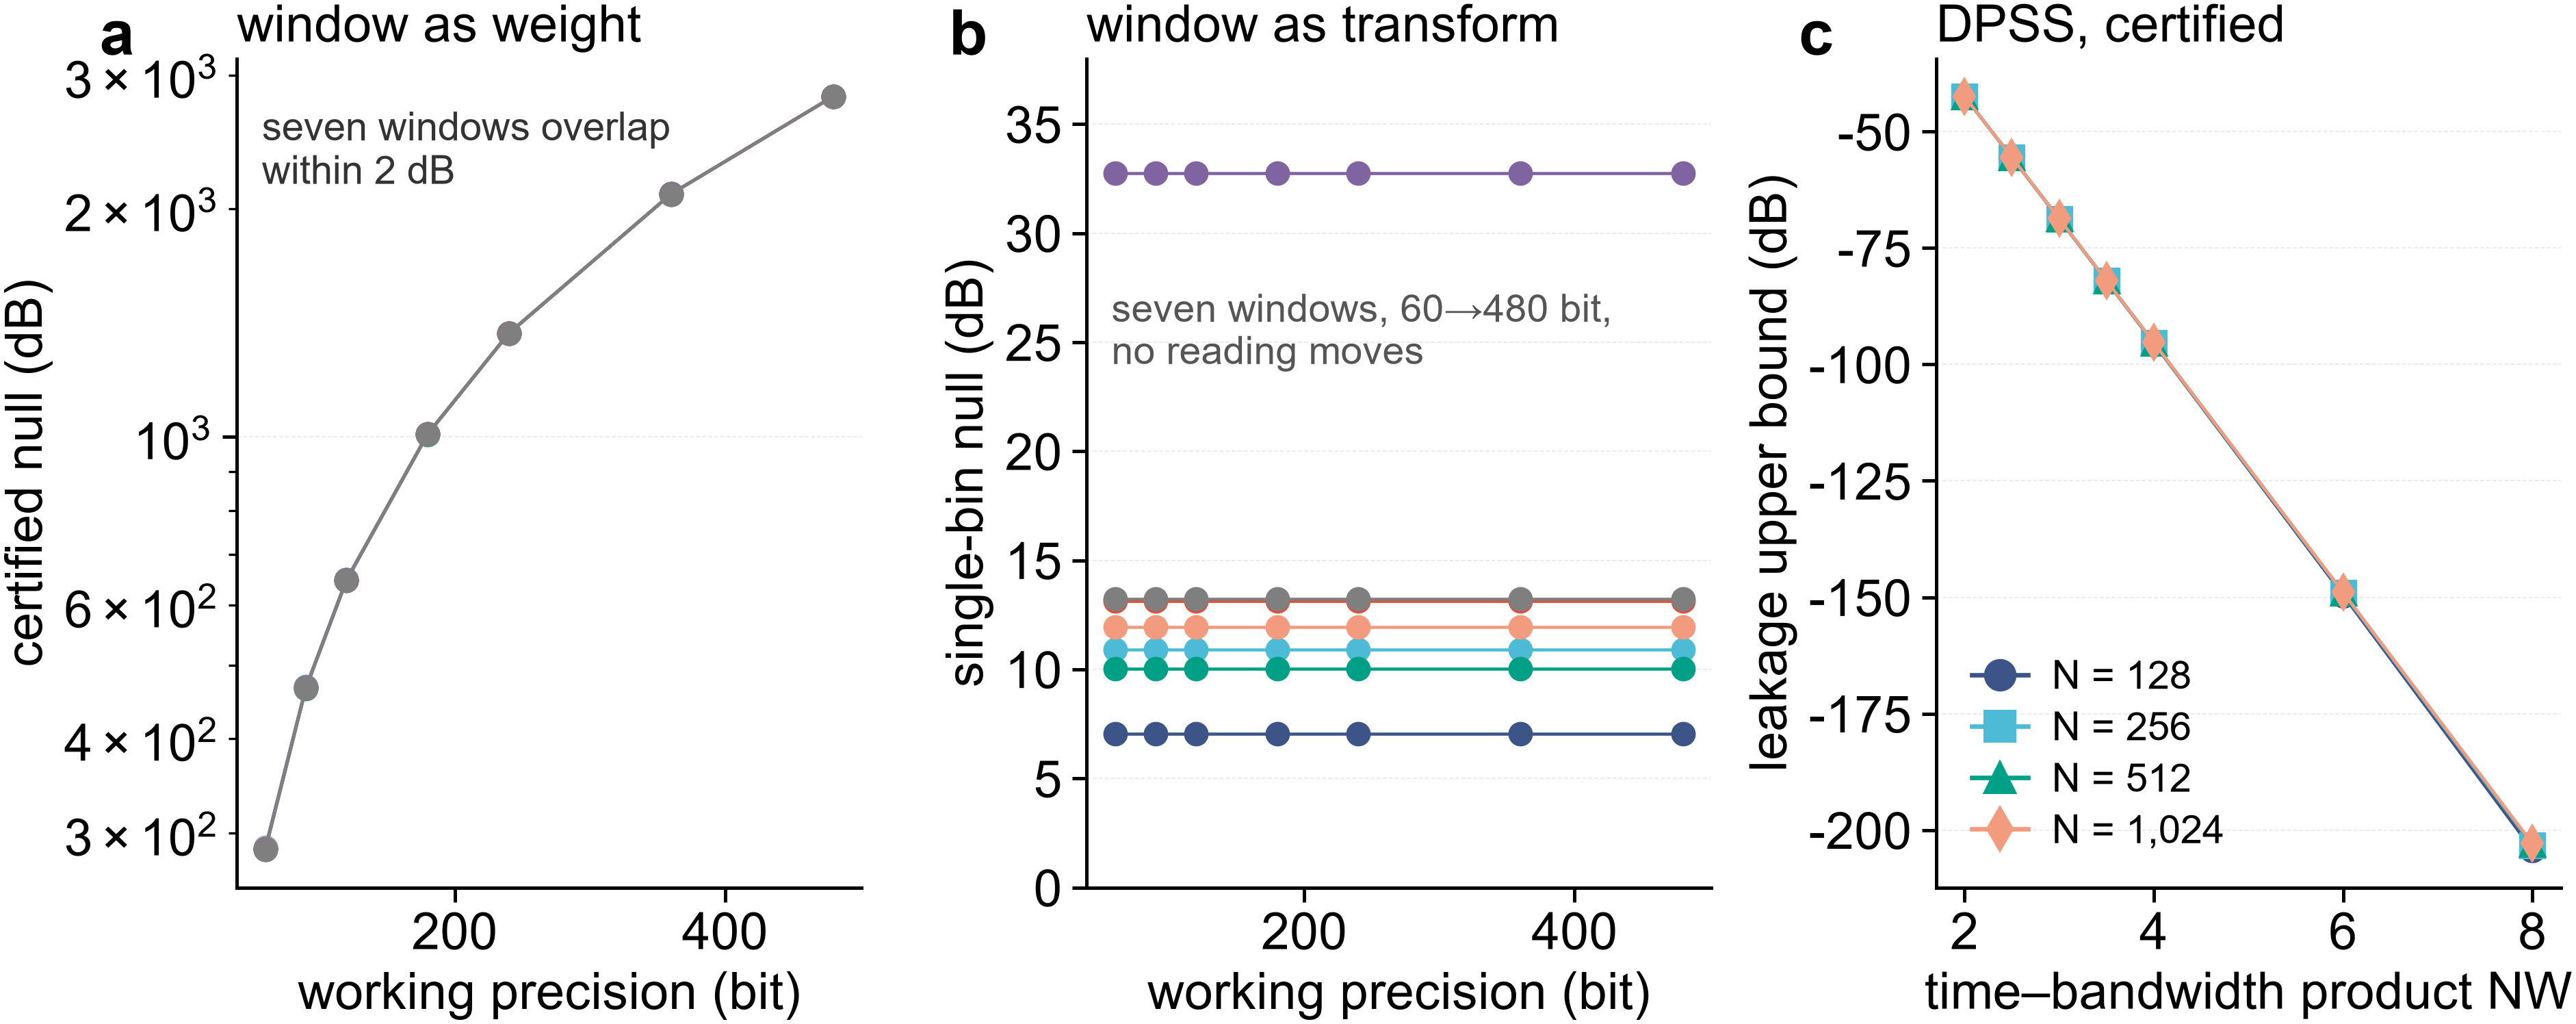 a window as weight
3 × 10³
2 × 10³
10³
6 × 10²
4 × 10²
3 × 10²
certified null (dB)
seven windows overlap
within 2 dB
200 400
working precision (bit)
b window as transform
35
30
25
20
15
10
5
0
single-bin null (dB)
seven windows, 60→480 bit,
no reading moves
200 400
working precision (bit)
c DPSS, certified
-50
-75
-100
-125
-150
-175
-200
leakage upper bound (dB)
N = 128
N = 256
N = 512
N = 1,024
2 4 6 8
time–bandwidth product NW